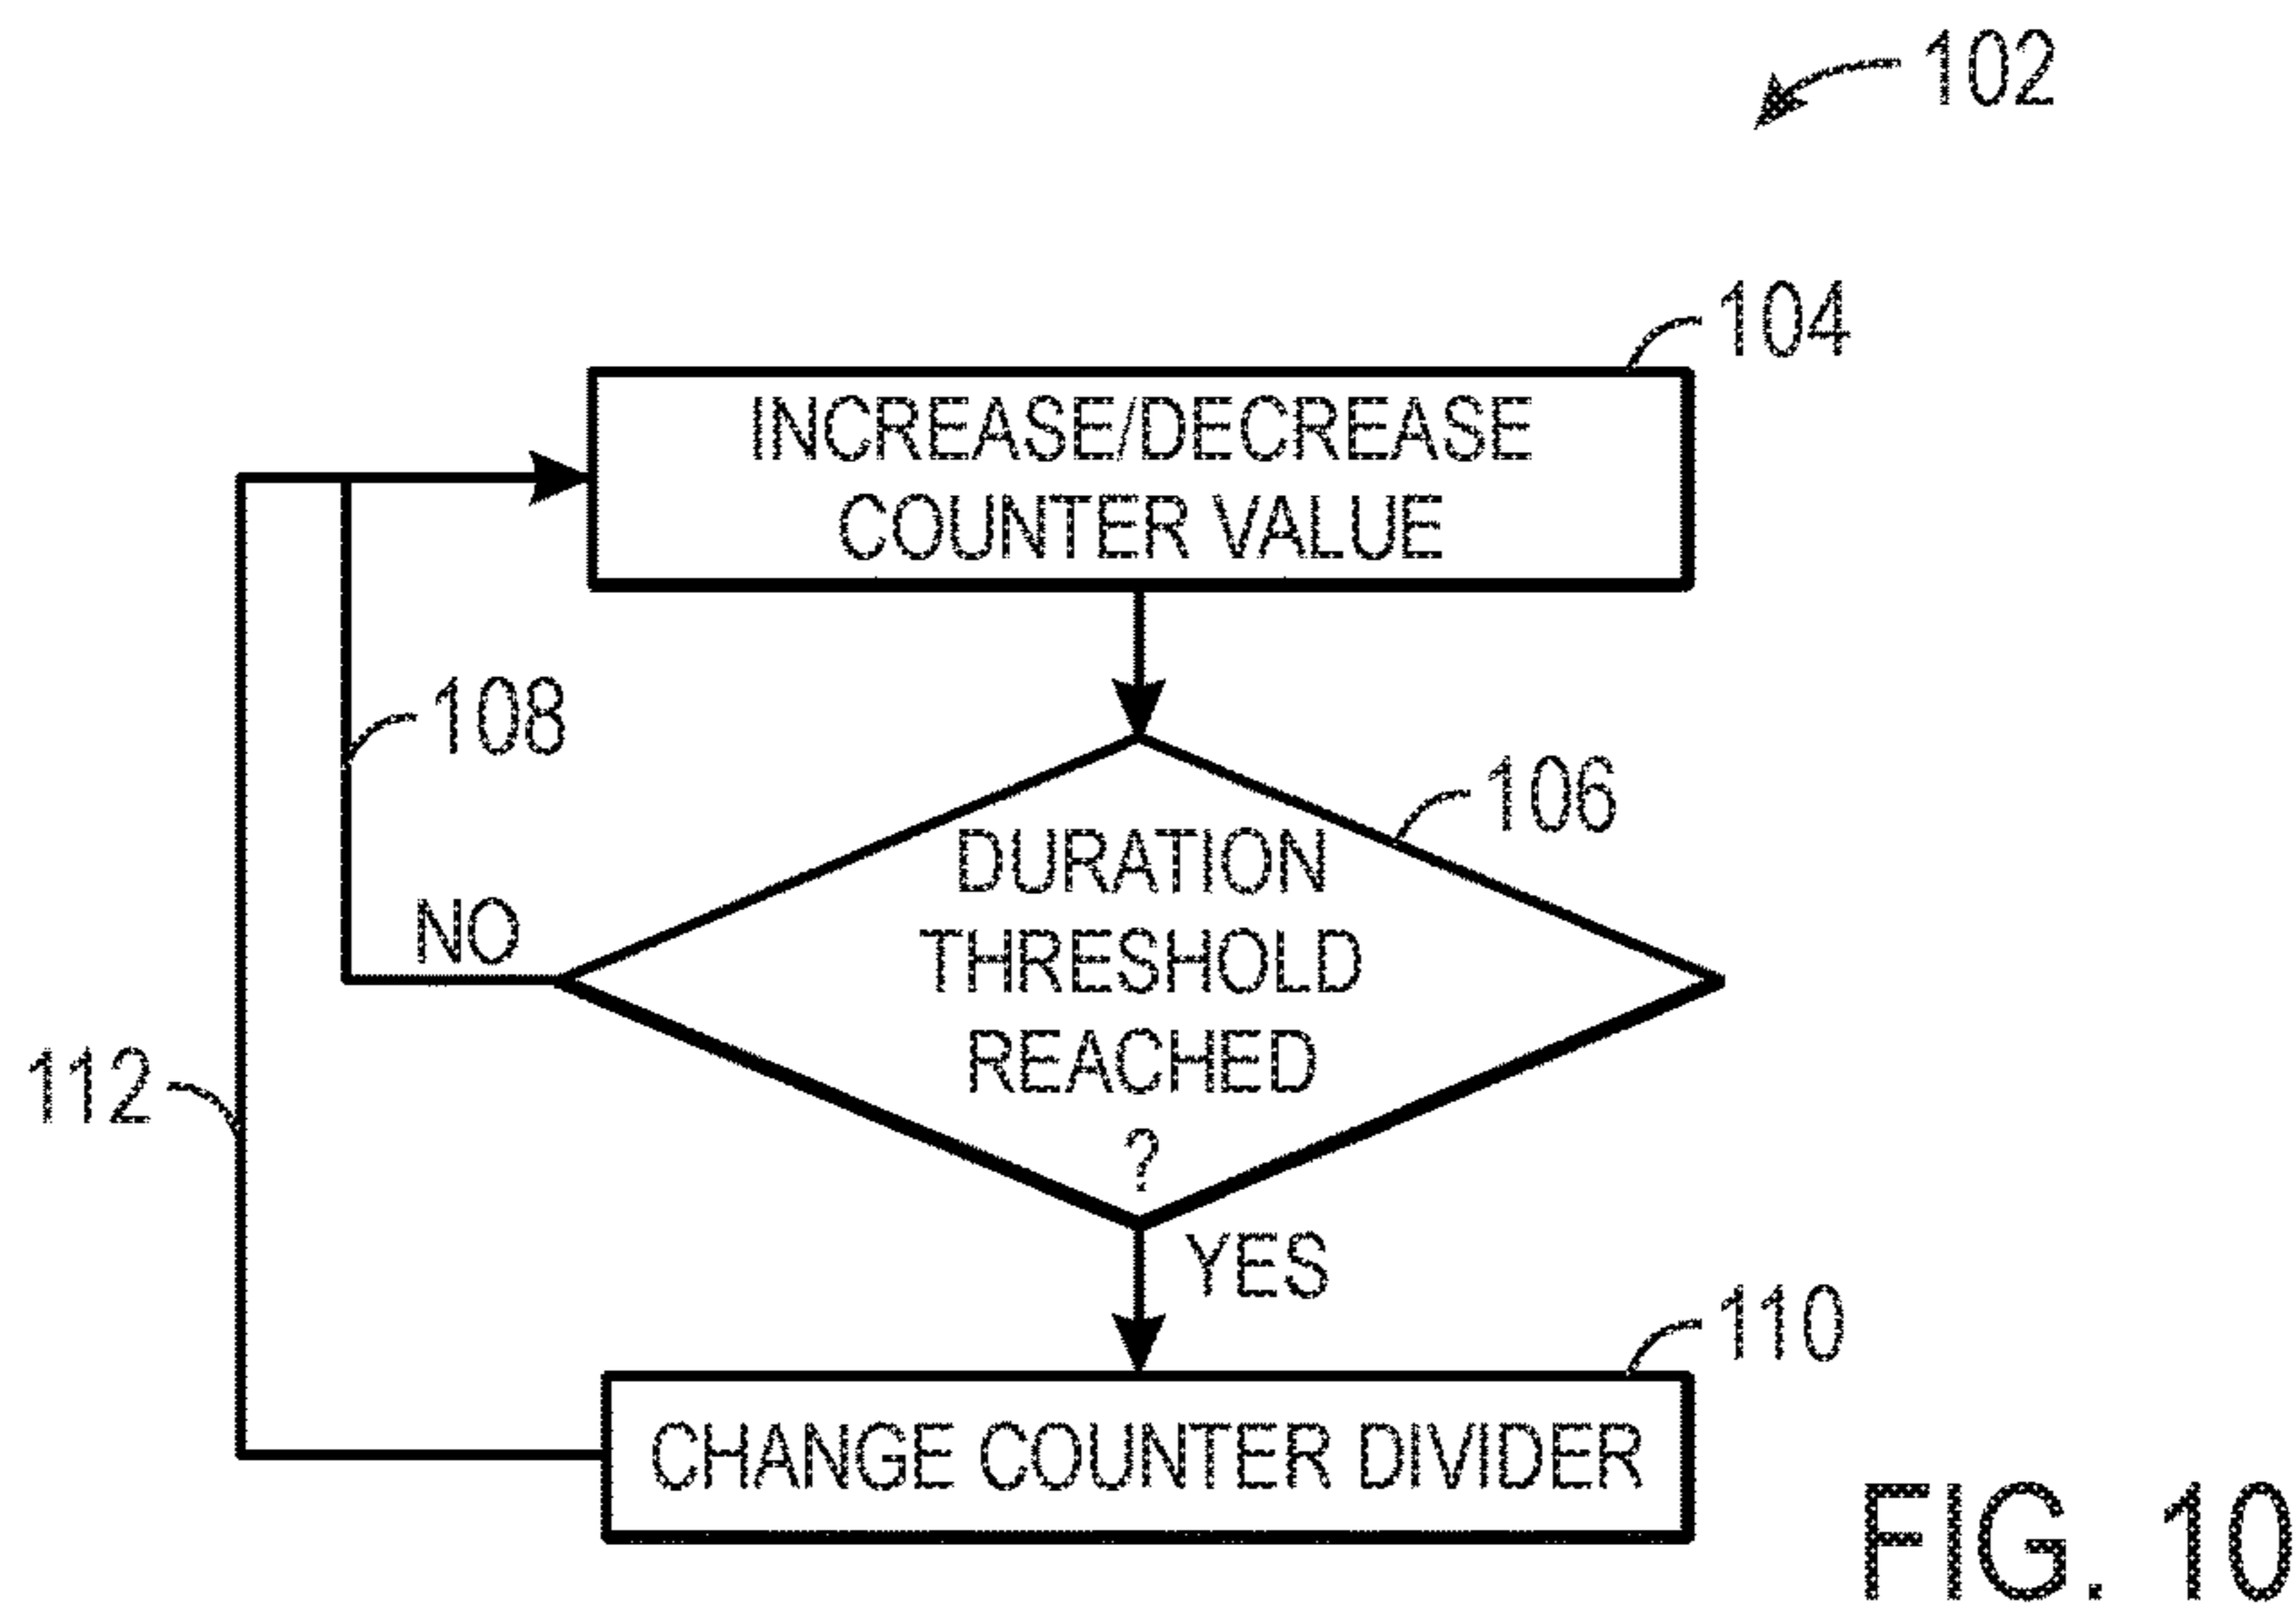 102
104
INCREASE/DECREASE
COUNTER VALUE
108
106
DURATION
THRESHOLD
REACHED
?
NO
112
YES
110
CHANGE COUNTER DIVIDER
FIG. 10